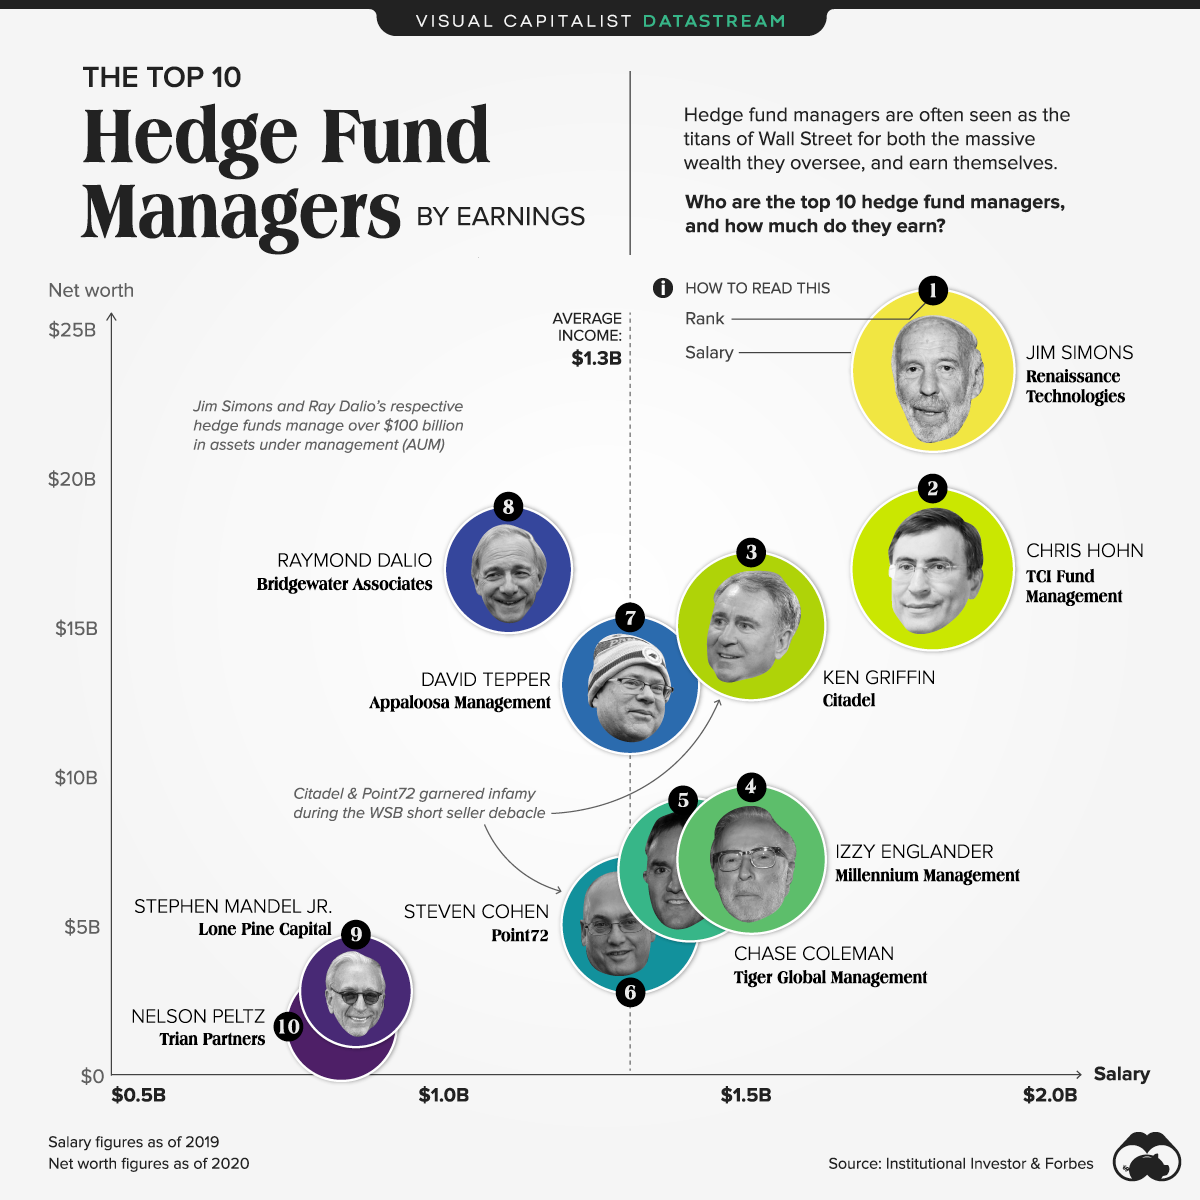 VISUAL CAPITALIST DATASTREAM
THE TOP 10
Hedge Fund
Managers BY EARNINGS
Hedge fund managers are often seen as the
titans of Wall Street for both the massive
wealth they oversee, and earn themselves.
Who are the top 10 hedge fund managers,
and how much do they earn?
Net worth
$25B
$20B
$15B
$10B
$5B
$0
AVERAGE
INCOME:
$1.3B
i HOW TO READ THIS
Rank
Salary
1
JIM SIMONS
Renaissance
Technologies
Jim Simons and Ray Dalio's respective
hedge funds manage over $100 billion
in assets under management (AUM)
2
CHRIS HOHN
TCI Fund
Management
8
RAYMOND DALIO
Bridgewater Associates
3
KEN GRIFFIN
Citadel
7
DAVID TEPPER
Appaloosa Management
Citadel & Point72 garnered infamy
during the WSB short seller debacle
4
IZZY ENGLANDER
Millennium Management
5
CHASE COLEMAN
Tiger Global Management
STEVEN COHEN
Point72
6
STEPHEN MANDEL JR.
Lone Pine Capital
9
NELSON PELTZ
Trian Partners
10
$0.5B
$1.0B
$1.5B
$2.0B
Salary
Salary figures as of 2019
Net worth figures as of 2020
Source: Institutional Investor & Forbes